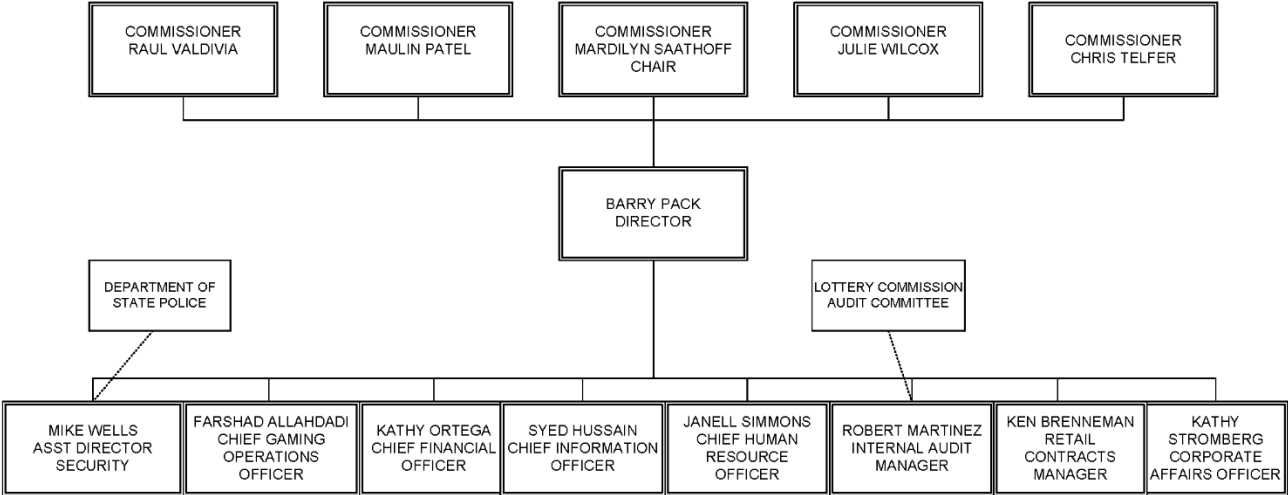 COMMISSIONER
RAUL VALDIVIA
COMMISSIONER
MAULIN PATEL
COMMISSIONER
MARDILYN SAATHOFF
CHAIR
COMMISSIONER
JULIE WILCOX
COMMISSIONER
CHRIS TELFER
BARRY PACK
DIRECTOR
DEPARTMENT OF
STATE POLICE
LOTTERY COMMISSION
AUDIT COMMITTEE
MIKE WELLS
ASST DIRECTOR
SECURITY
FARSHAD ALLAHDADI
CHIEF GAMING
OPERATIONS
OFFICER
KATHY ORTEGA
CHIEF FINANCIAL
OFFICER
SYED HUSSAIN
CHIEF INFORMATION
OFFICER
JANELL SIMMONS
CHIEF HUMAN
RESOURCE
OFFICER
ROBERT MARTINEZ
INTERNAL AUDIT
MANAGER
KEN BRENNEMAN
RETAIL
CONTRACTS
MANAGER
KATHY
STROMBERG
CORPORATE
AFFAIRS OFFICER